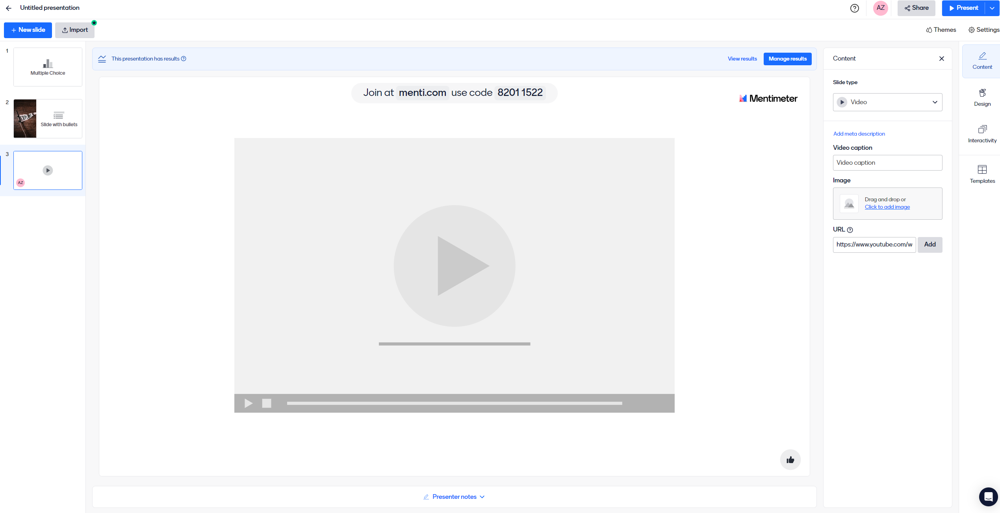 Untitled presentation
AZ
Share
Present
New slide
Import
Themes
Settings
1
Multiple Choice
2
EXPLORE
Slide with bullets
3
AZ
This presentation has results
View results
Manage results
Join at menti.com use code 8201 1522
Mentimeter
Presenter notes
Content
Slide type
Video
Add meta description
Video caption
Video caption
Image
Drag and drop or
Click to add image
URL
https://www.youtube.com/w
Add
Content
Design
Interactivity
Templates